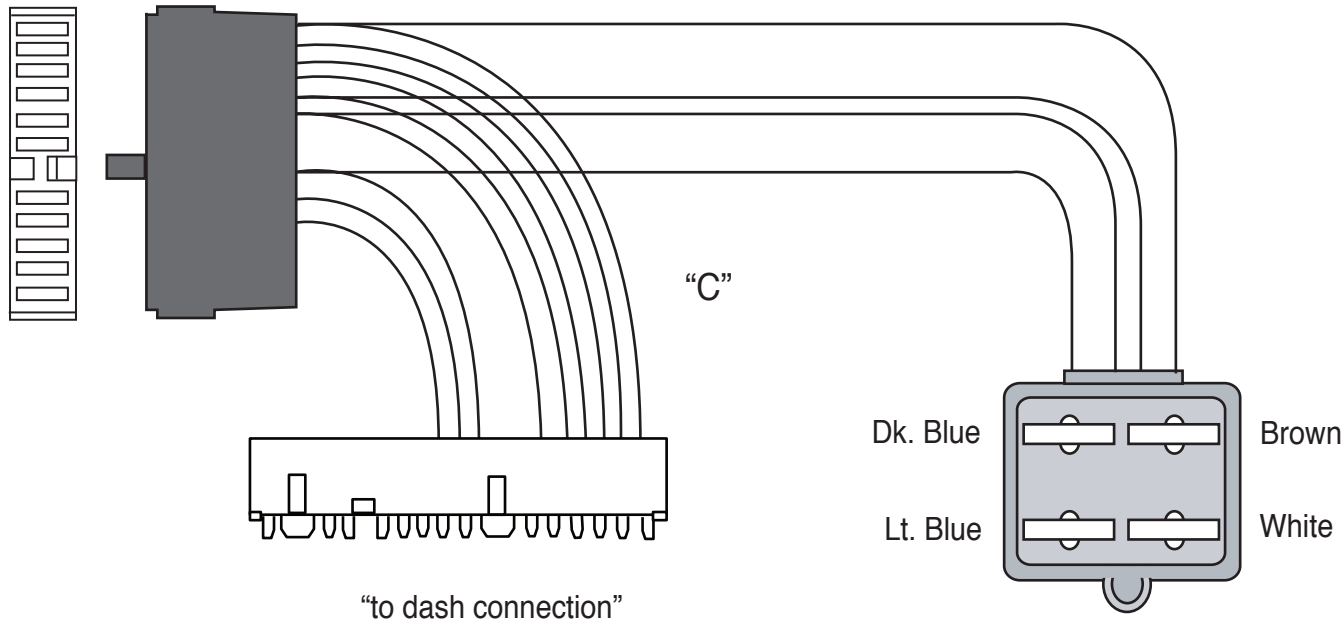 “C”
Dk. Blue
Brown
Lt. Blue
White
“to dash connection”